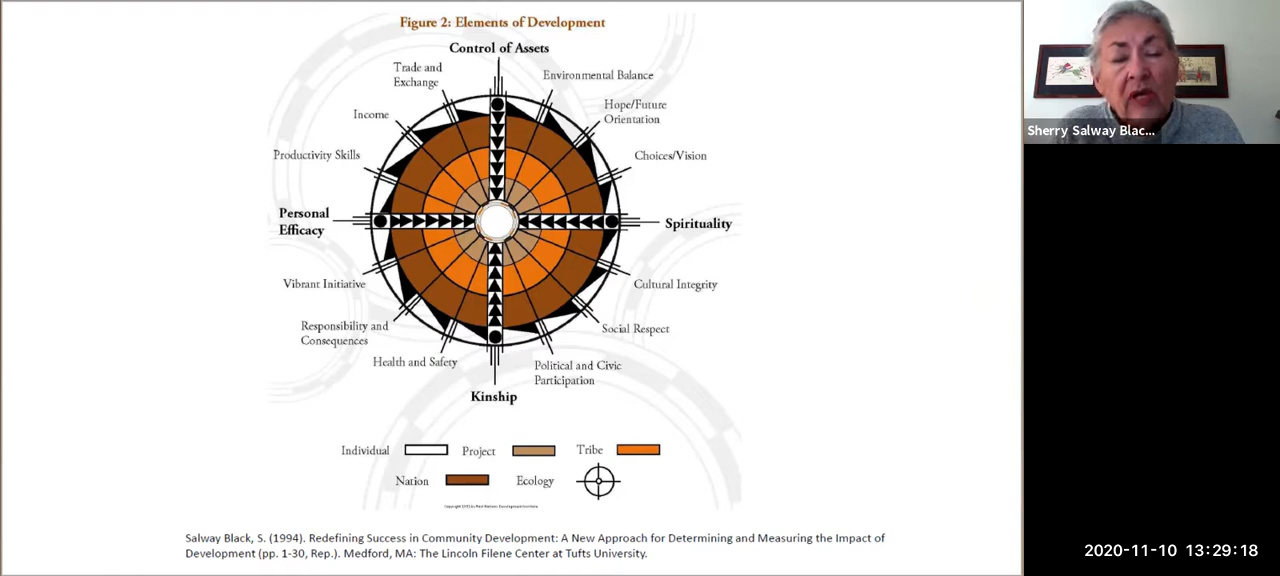 Figure 2: Elements of Development
Control of Assets
Trade and
Exchange
Environmental Balance
Income
Hope/Future
Orientation
Productivity Skills
Choices/Vision
Personal
Efficacy
Spirituality
Vibrant Initiative
Cultural Integrity
Responsibility and
Consequences
Social Respect
Health and Safety
Political and Civic
Participation
Kinship
Individual
Project
Tribe
Nation
Ecology
Salway Black, S. (1994). Redefining Success in Community Development: A New Approach for Determining and Measuring the Impact of
Development (pp. 1-30, Rep.). Medford, MA: The Lincoln Filene Center at Tufts University.
Sherry Salway Blac...
2020-11-10 13:29:18